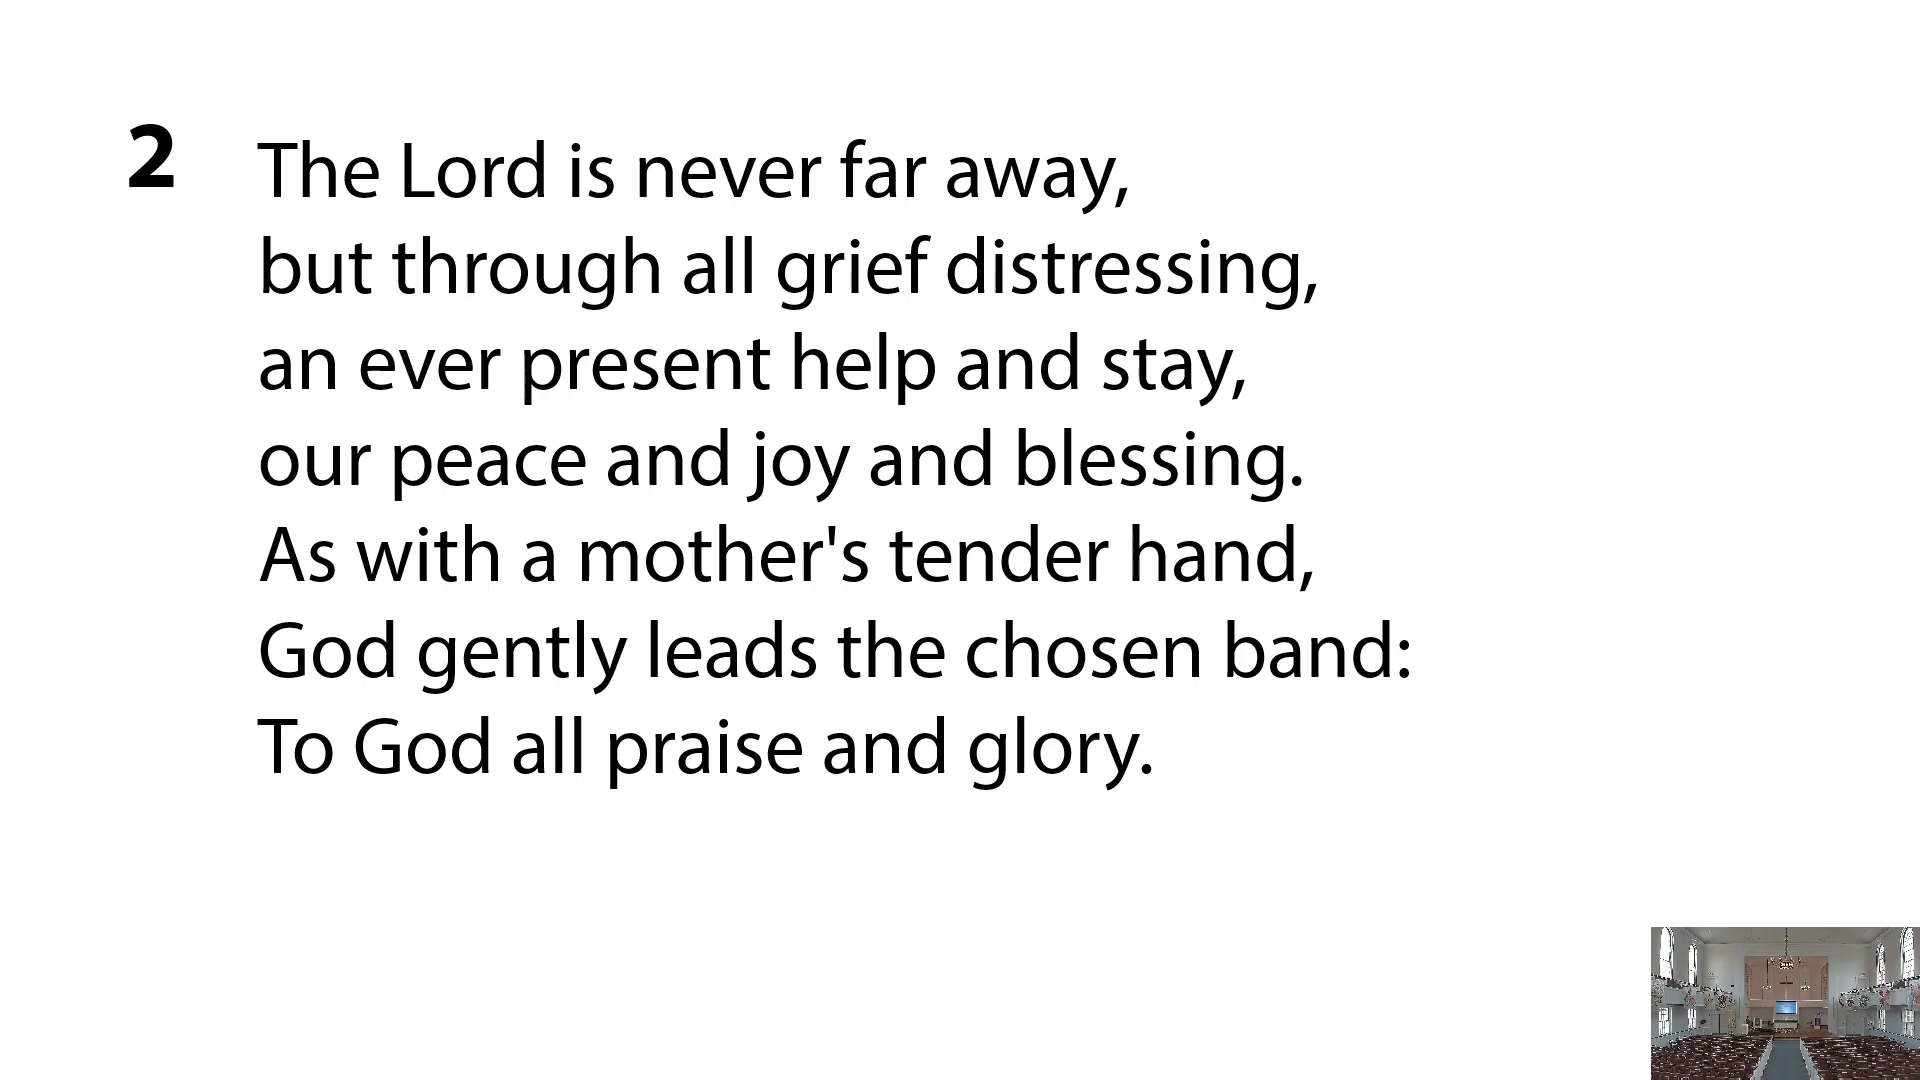 2 The Lord is never far away,
but through all grief distressing,
an ever present help and stay,
our peace and joy and blessing.
As with a mother's tender hand,
God gently leads the chosen band:
To God all praise and glory.